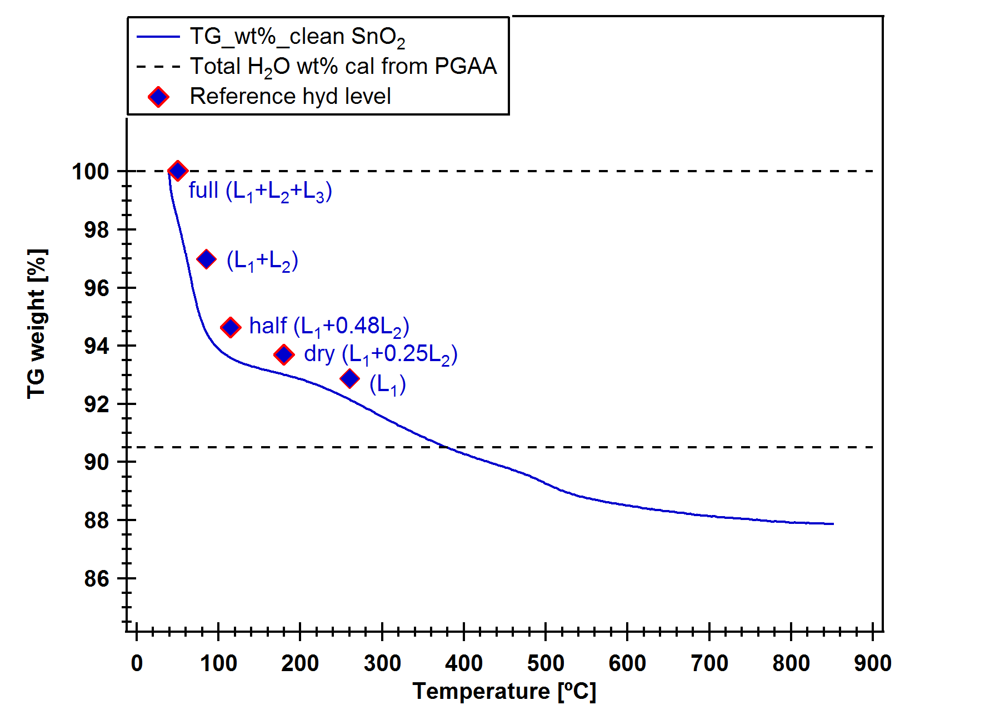 TG_wt%_clean SnO₂
Total H₂O wt% cal from PGAA
Reference hyd level
100
98
96
94
92
90
88
86
TG weight [%]
full (L₁+L₂+L₃)
(L₁+L₂)
half (L₁+0.48L₂)
dry (L₁+0.25L₂)
(L₁)
0 100 200 300 400 500 600 700 800 900
Temperature [ºC]